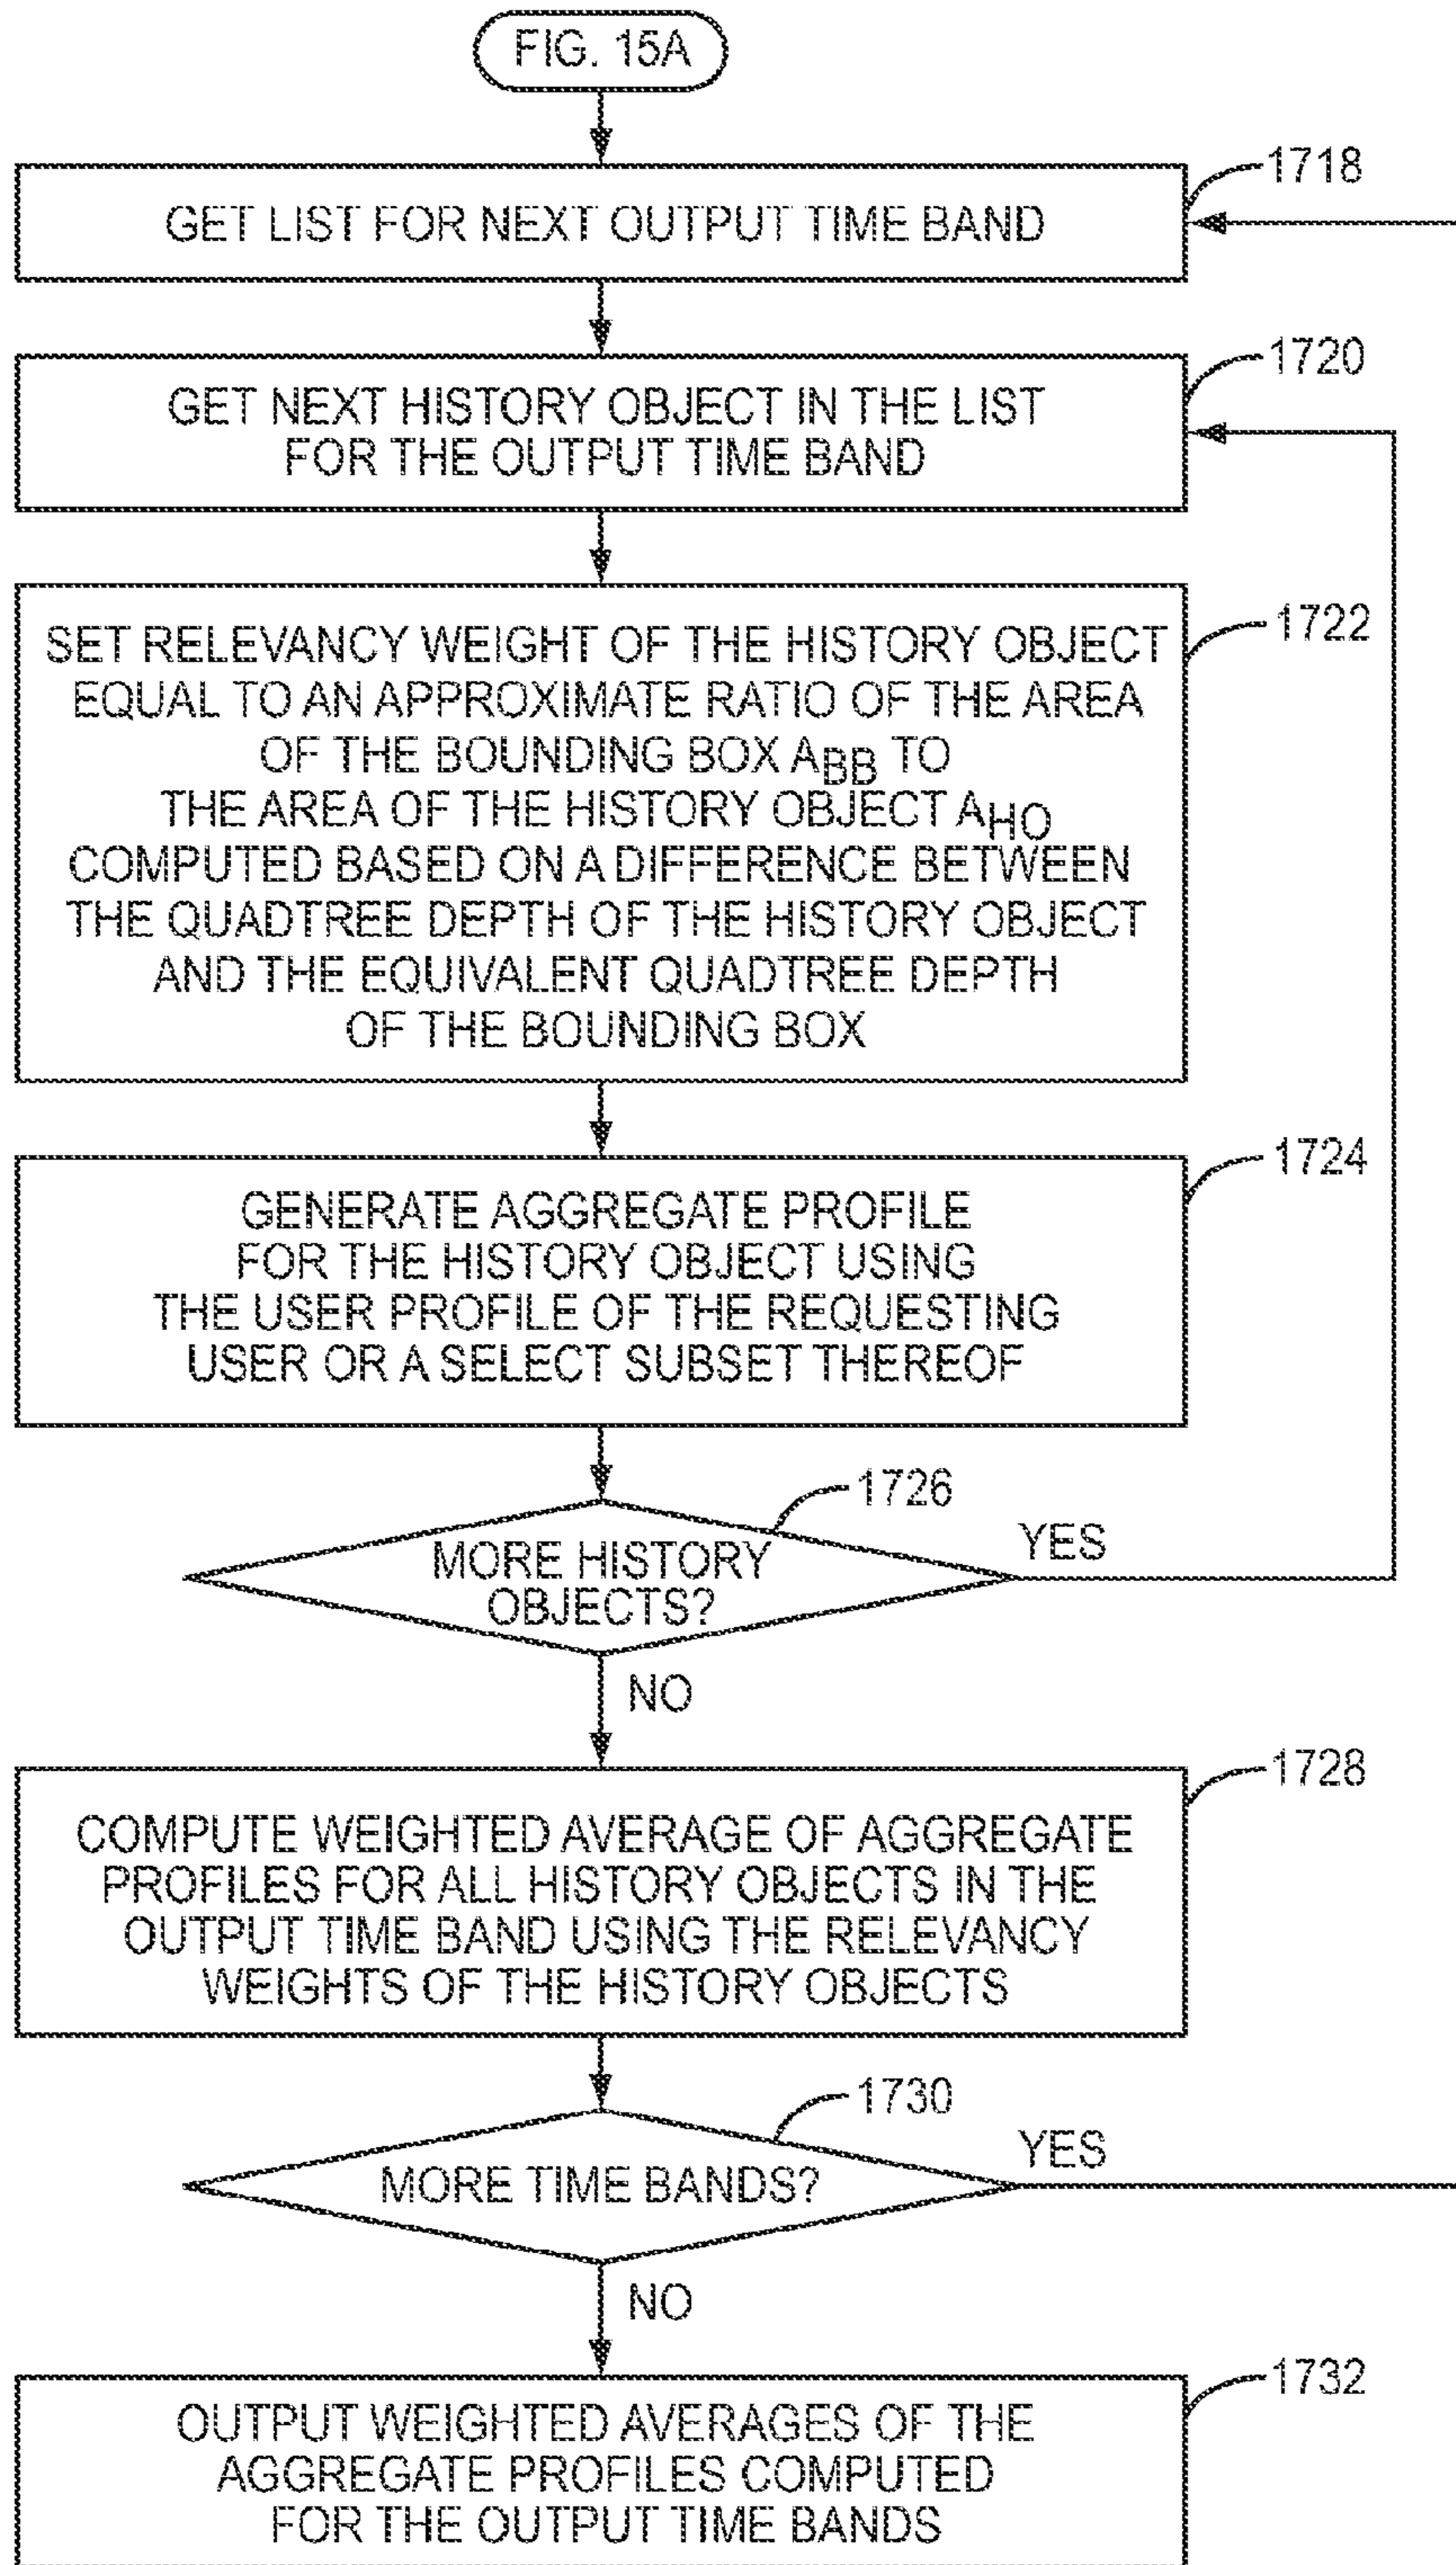 FIG. 15A
1718
GET LIST FOR NEXT OUTPUT TIME BAND
1720
GET NEXT HISTORY OBJECT IN THE LIST
FOR THE OUTPUT TIME BAND
1722
SET RELEVANCY WEIGHT OF THE HISTORY OBJECT
EQUAL TO AN APPROXIMATE RATIO OF THE AREA
OF THE BOUNDING BOX ABB TO
THE AREA OF THE HISTORY OBJECT AHO
COMPUTED BASED ON A DIFFERENCE BETWEEN
THE QUADTREE DEPTH OF THE HISTORY OBJECT
AND THE EQUIVALENT QUADTREE DEPTH
OF THE BOUNDING BOX
1724
GENERATE AGGREGATE PROFILE
FOR THE HISTORY OBJECT USING
THE USER PROFILE OF THE REQUESTING
USER OR A SELECT SUBSET THEREOF
1726
MORE HISTORY
OBJECTS?
YES
NO
1728
COMPUTE WEIGHTED AVERAGE OF AGGREGATE
PROFILES FOR ALL HISTORY OBJECTS IN THE
OUTPUT TIME BAND USING THE RELEVANCY
WEIGHTS OF THE HISTORY OBJECTS
1730
MORE TIME BANDS?
YES
NO
1732
OUTPUT WEIGHTED AVERAGES OF THE
AGGREGATE PROFILES COMPUTED
FOR THE OUTPUT TIME BANDS